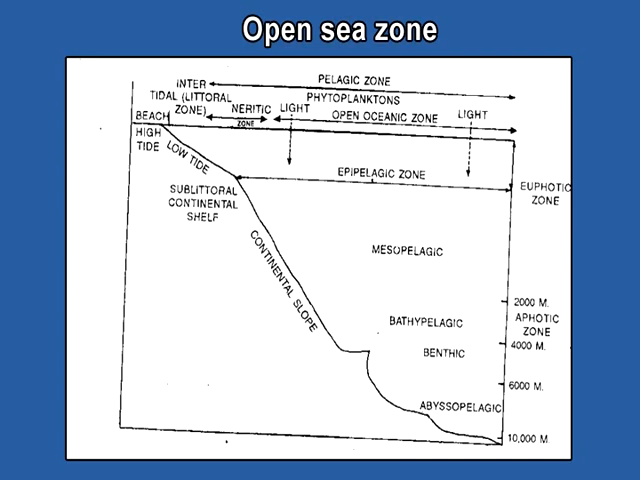 Open sea zone
PELAGIC ZONE
INTER
TIDAL (LITTORAL
ZONE)
PHYTOPLANKTONS
NERITIC
ZONE
LIGHT
OPEN OCEANIC ZONE
LIGHT
BEACH
HIGH
TIDE
LOW TIDE
EPIPELAGIC ZONE
EUPHOTIC
ZONE
SUBLITTORAL
CONTINENTAL
SHELF
CONTINENTAL SLOPE
MESOPELAGIC
2000 M.
BATHYPELAGIC
APHOTIC
ZONE
4000 M.
BENTHIC
6000 M.
ABYSSOPELAGIC
10,000 M.